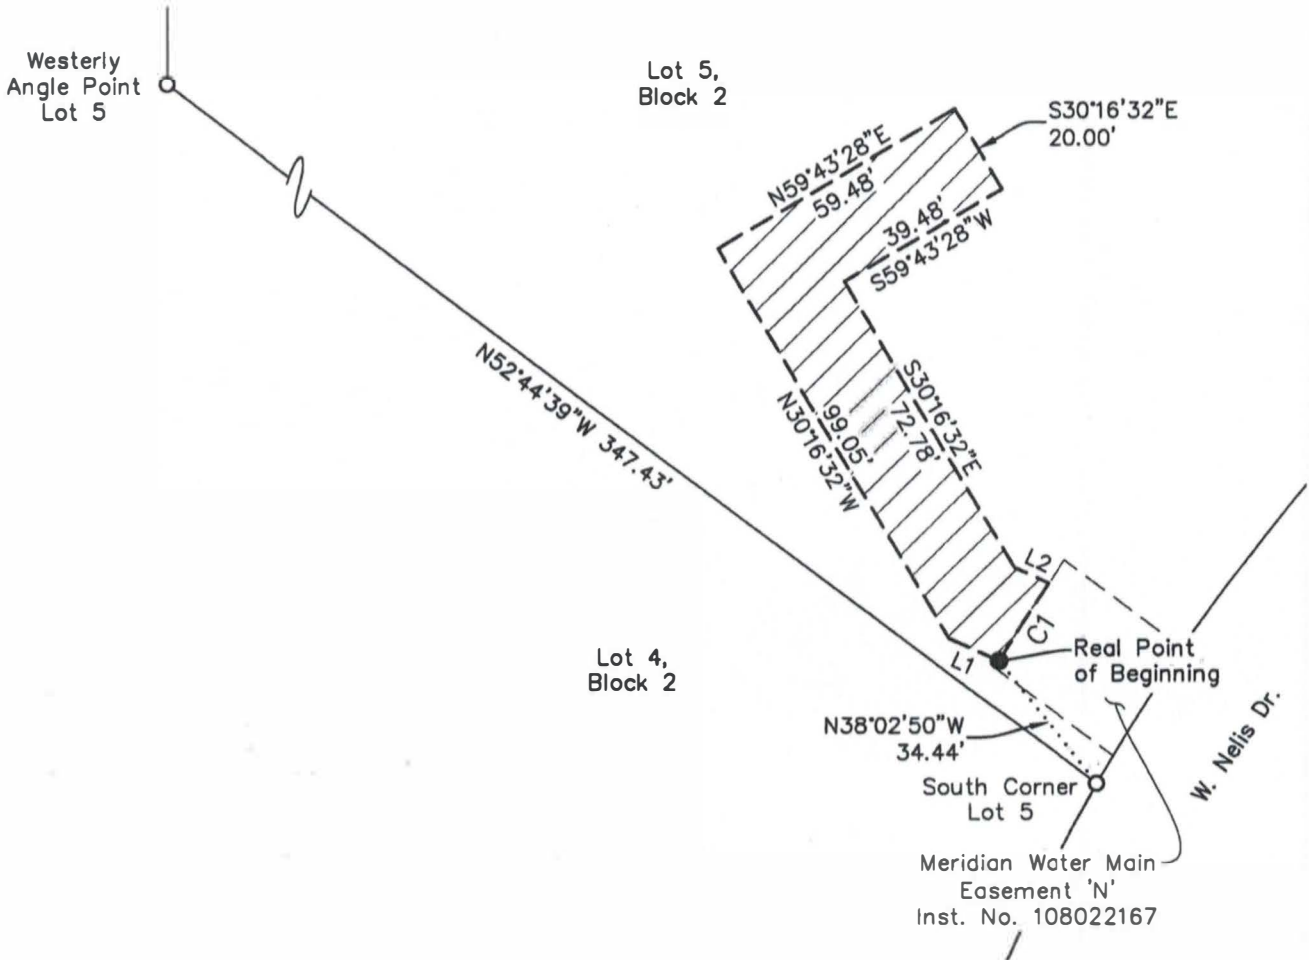 Westerly
Angle Point
Lot 5
Lot 5,
Block 2
S30°16'32"E
20.00'
N59°43'28"E
59.48'
39.48'
S59°43'28"W
N52°44'39"W 347.43'
N30°16'32"W
99.05'
72.78'
S30°16'32"E
L2
C1
L1
Real Point
of Beginning
Lot 4,
Block 2
N38°02'50"W
34.44'
South Corner
Lot 5
W. Nelis Dr.
Meridian Water Main
Easement 'N'
Inst. No. 108022167